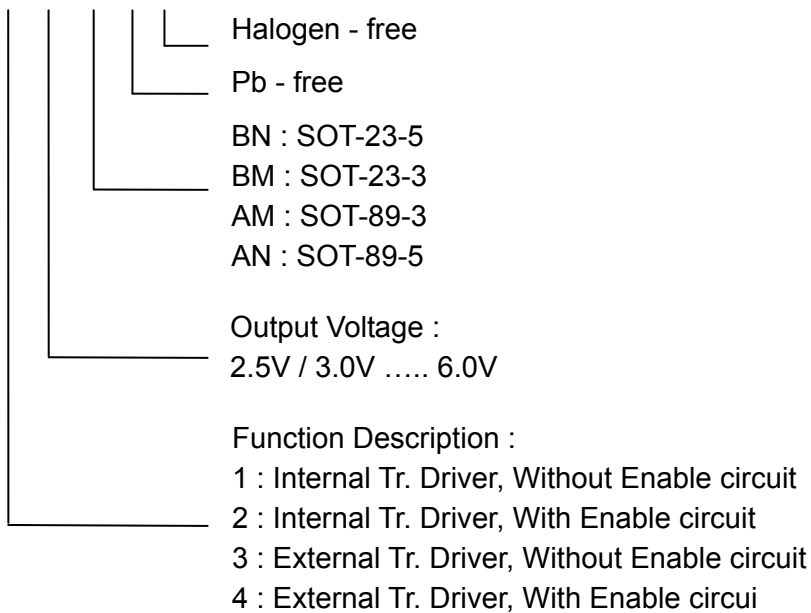 Halogen - free
Pb - free
BN : SOT-23-5
BM : SOT-23-3
AM : SOT-89-3
AN : SOT-89-5
Output Voltage :
2.5V / 3.0V ….. 6.0V
Function Description :
1 : Internal Tr. Driver, Without Enable circuit
2 : Internal Tr. Driver, With Enable circuit
3 : External Tr. Driver, Without Enable circuit
4 : External Tr. Driver, With Enable circui